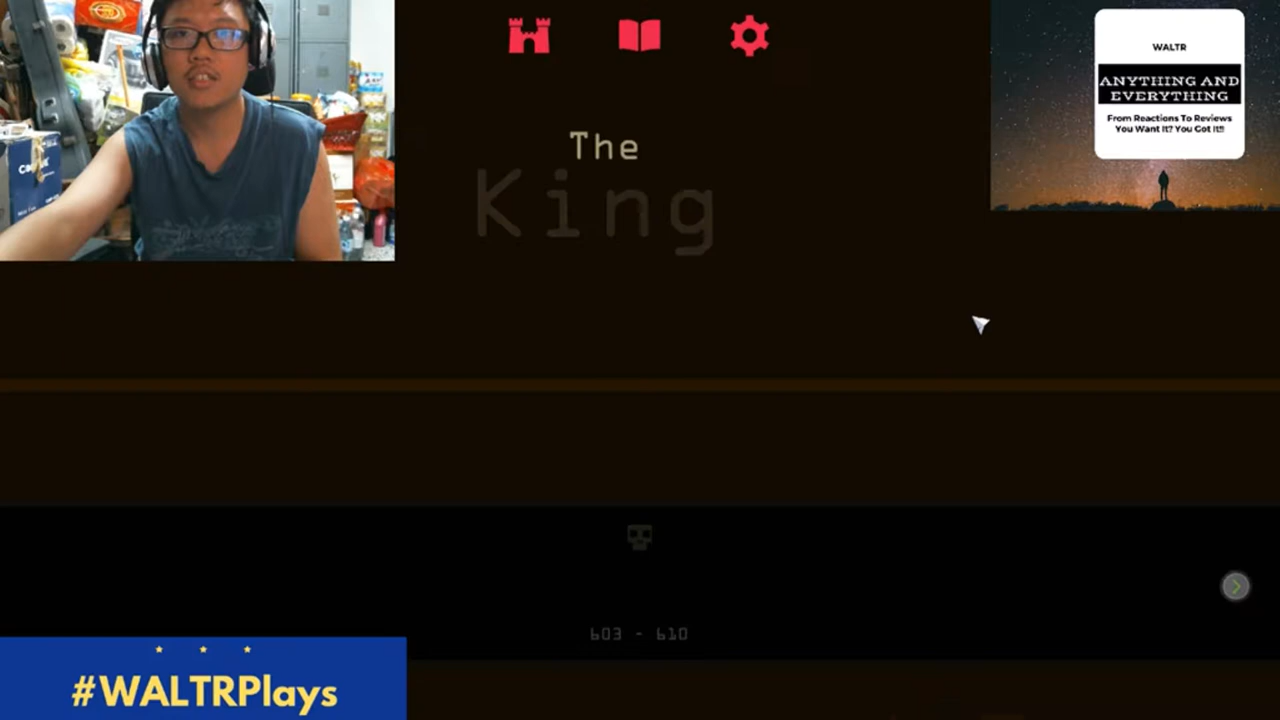 The
King
WALTR
ANYTHING AND
EVERYTHING
From Reactions To Reviews
You Want It? You Got It!!
603 - 610
#WALTRPlays